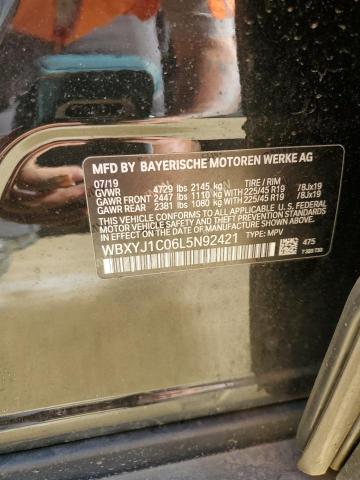 MFD BY BAYERISCHE MOTOREN WERKE AG
07/19 TIRE / RIM
GVWR 4729 lbs 2145 kg
GAWR FRONT 2447 lbs 1110 kg WITH 225/45 R19 /8Jx19
GAWR REAR 2381 lbs 1080 kg WITH 225/45 R19 /8Jx19
THIS VEHICLE CONFORMS TO ALL APPLICABLE U.S. FEDERAL
MOTOR VEHICLE SAFETY, BUMPER, AND THEFT PREVENTION
STANDARDS IN EFFECT ON THE DATE OF MANUFACTURE SHOWN ABOVE.
WBXYJ1C06L5N92421 TYPE: MPV 475